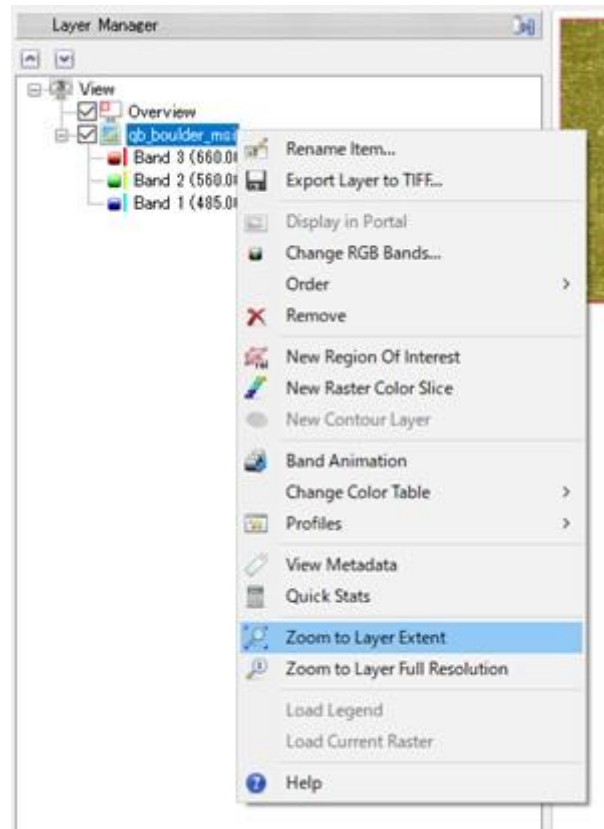 Layer Manager
View
Overview
qb_boulder_msi
Band 3 (660.0
Band 2 (560.0
Band 1 (485.0
Rename Item...
Export Layer to TIFF...
Display in Portal
Change RGB Bands...
Order
Remove
New Region Of Interest
New Raster Color Slice
New Contour Layer
Band Animation
Change Color Table
Profiles
View Metadata
Quick Stats
Zoom to Layer Extent
Zoom to Layer Full Resolution
Load Legend
Load Current Raster
Help